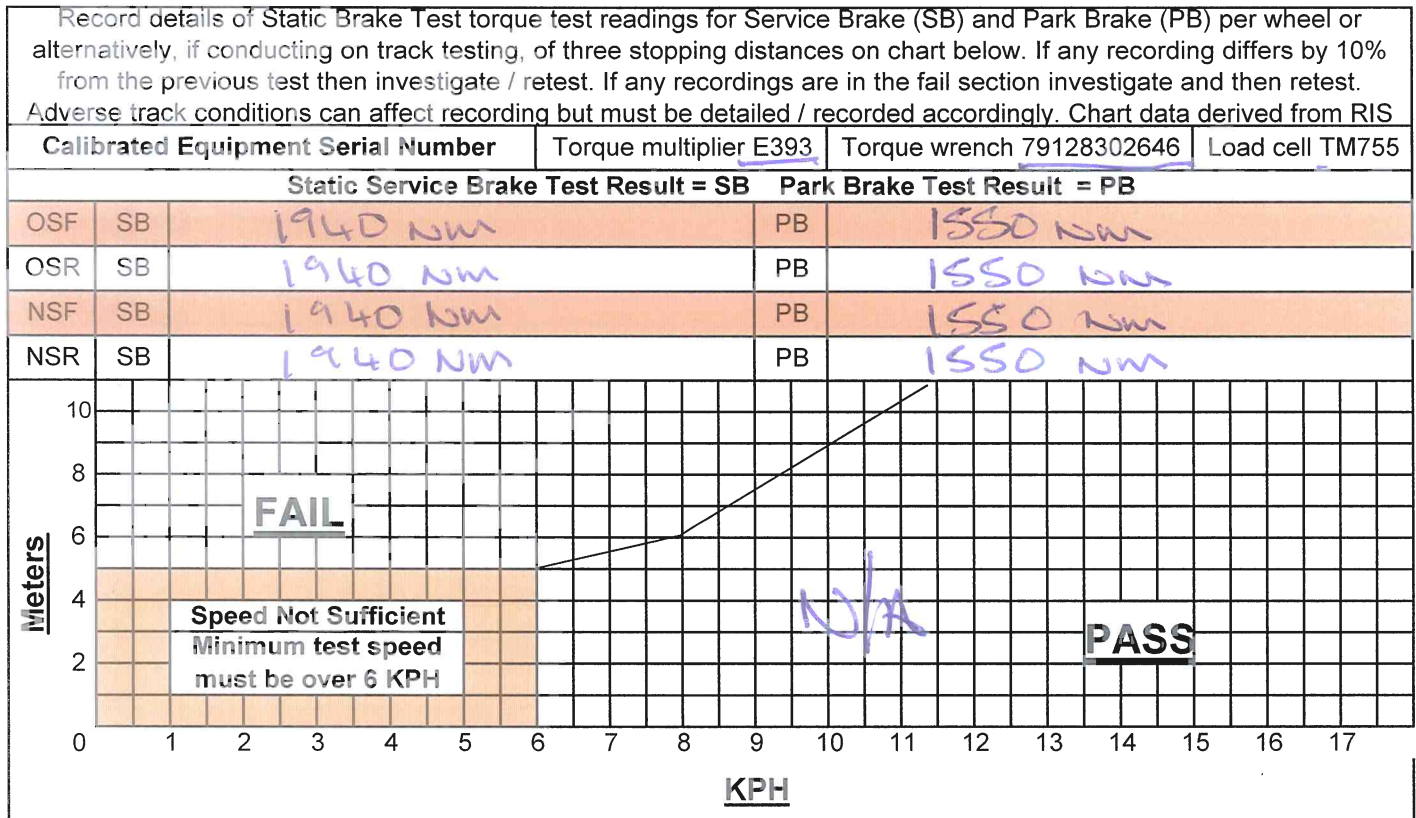 Record details of Static Brake Test torque test readings for Service Brake (SB) and Park Brake (PB) per wheel or
alternatively, if conducting on track testing, of three stopping distances on chart below. If any recording differs by 10%
from the previous test then investigate / retest. If any recordings are in the fail section investigate and then retest.
Adverse track conditions can affect recording but must be detailed / recorded accordingly. Chart data derived from RIS
Calibrated Equipment Serial Number Torque multiplier E393 Torque wrench 79128302646 Load cell TM755
Static Service Brake Test Result = SB Park Brake Test Result = PB
OSF SB 1940 Nm PB 1550 Nm
OSR SB 1940 Nm PB 1550 Nm
NSF SB 1940 Nm PB 1550 Nm
NSR SB 1940 Nm PB 1550 Nm
10
8
FAIL
6
Meters
4
Speed Not Sufficient
Minimum test speed
must be over 6 KPH
N/A
PASS
2
0 1 2 3 4 5 6 7 8 9 10 11 12 13 14 15 16 17
KPH